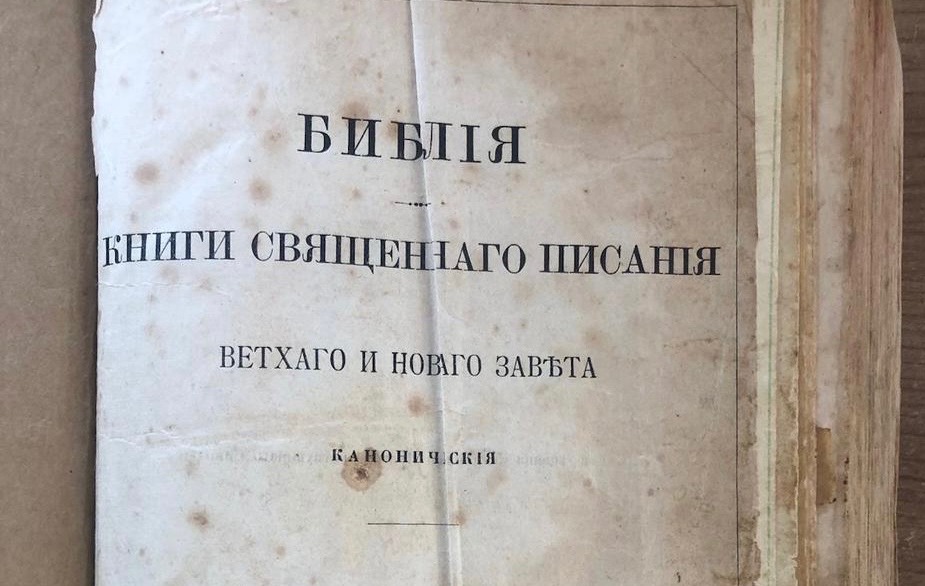 БИБЛІЯ
КНИГИ СВЯЩЕННАГО ПИСАНІЯ
ВЕТХАГО И НОВАГО ЗАВѢТА
КАНОНИЧЕСКІЯ